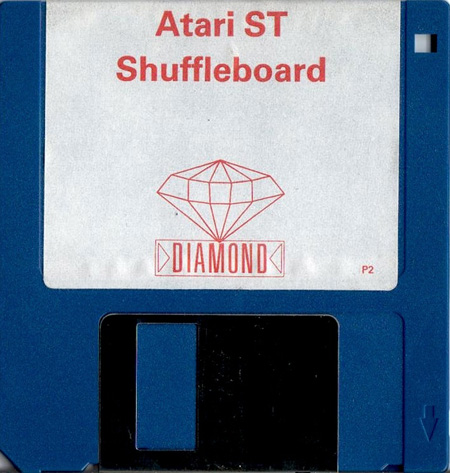 Atari ST
Shuffleboard
DIAMOND
P2